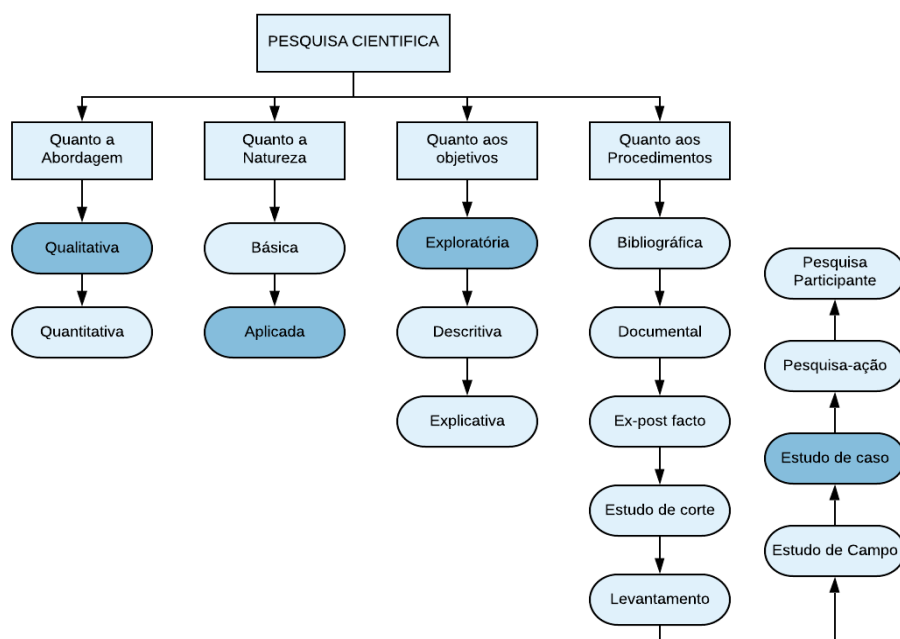 PESQUISA CIENTIFICA
Quanto a
Abordagem
Quanto a
Natureza
Quanto aos
objetivos
Quanto aos
Procedimentos
Qualitativa
Quantitativa
Básica
Aplicada
Exploratória
Descritiva
Explicativa
Bibliográfica
Documental
Ex-post facto
Estudo de corte
Levantamento
Pesquisa
Participante
Pesquisa-ação
Estudo de caso
Estudo de Campo